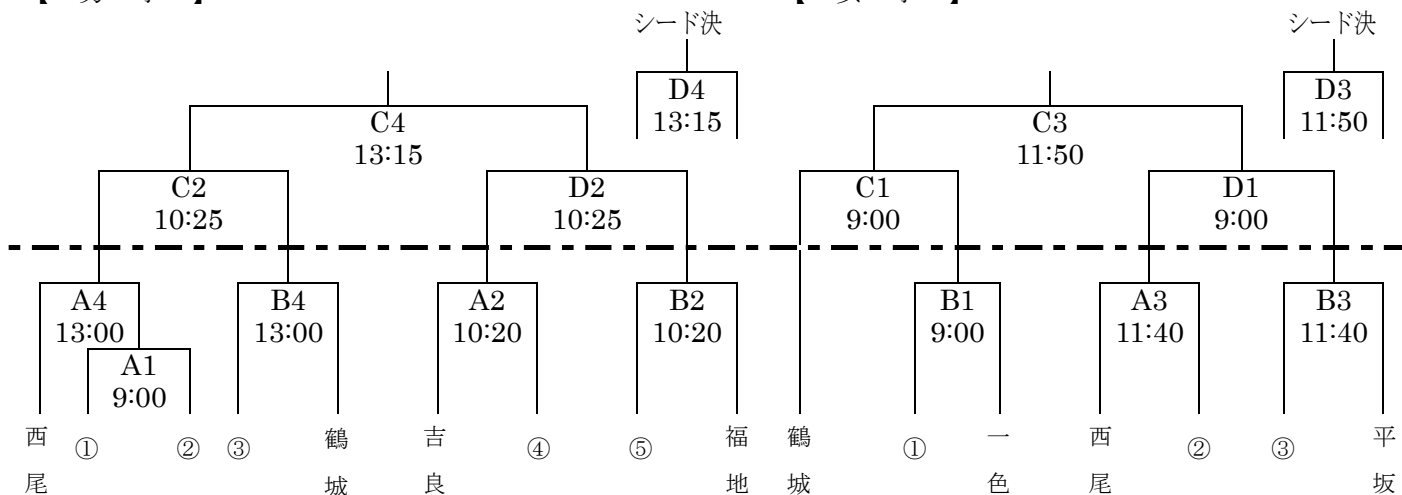 シード決 シード決
D4 D3
13:15 11:50
C4 C3
13:15 11:50
C2 D2 C1 D1
10:25 10:25 9:00 9:00
A4 B4 A2 B2 B1 A3 B3
13:00 13:00 10:20 10:20 9:00 11:40 11:40
A1
9:00
西尾 ① ② ③ 鶴城 吉良 ④ ⑤ 福地 鶴城 ① 一色 西尾 ② ③ 平坂